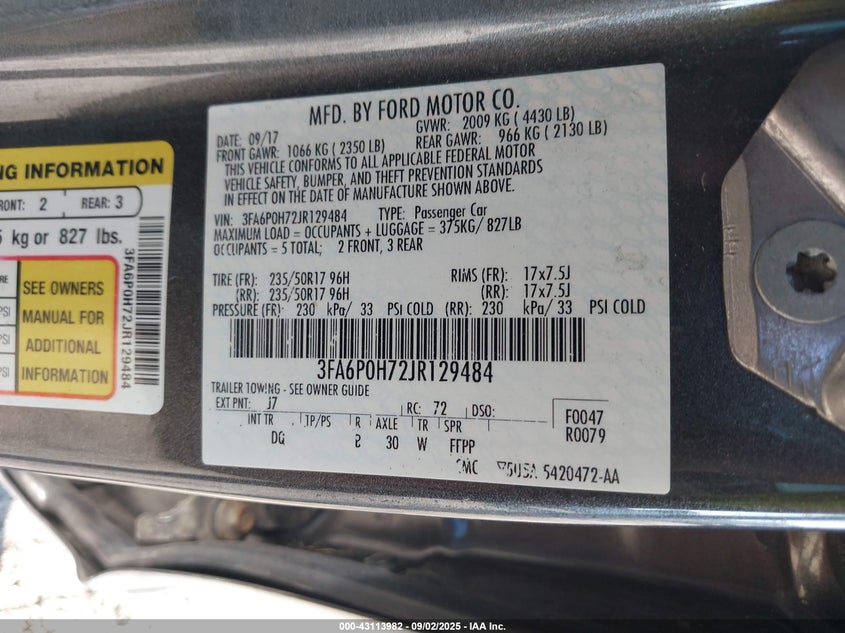 MFD. BY FORD MOTOR CO.
DATE: 09/17 GVWR: 2009 KG ( 4430 LB)
FRONT GAWR: 1066 KG ( 2350 LB) REAR GAWR: 966 KG ( 2130 LB)
THIS VEHICLE CONFORMS TO ALL APPLICABLE FEDERAL MOTOR
VEHICLE SAFETY, BUMPER, AND THEFT PREVENTION STANDARDS
IN EFFECT ON THE DATE OF MANUFACTURE SHOWN ABOVE.
VIN: 3FA6P0H72JR129484 TYPE: Passenger Car
MAXIMUM LOAD = OCCUPANTS + LUGGAGE = 375KG/ 827LB
OCCUPANTS = 5 TOTAL; 2 FRONT, 3 REAR
TIRE (FR): 235/50R17 96H RIMS (FR): 17x7.5J
(RR): 235/50R17 96H (RR): 17x7.5J
PRESSURE (FR): 230 kPa/ 33 PSI COLD (RR): 230 kPa/ 33 PSI COLD
3FA6P0H72JR129484
TRAILER TOWING - SEE OWNER GUIDE
EXT PNT: J7 RC: 72 DSO: F0047
INT TR TP/PS R AXLE TR SPR R0079
DQ 30 W FFPP
5420472-AA
INFORMATION
FRONT: 2 REAR: 3
kg or 827 lbs.
3FA6P0H72JR129484
SEE OWNERS
MANUAL FOR
ADDITIONAL
INFORMATION
000-43113982 - 09/02/2025 - IAA Inc.